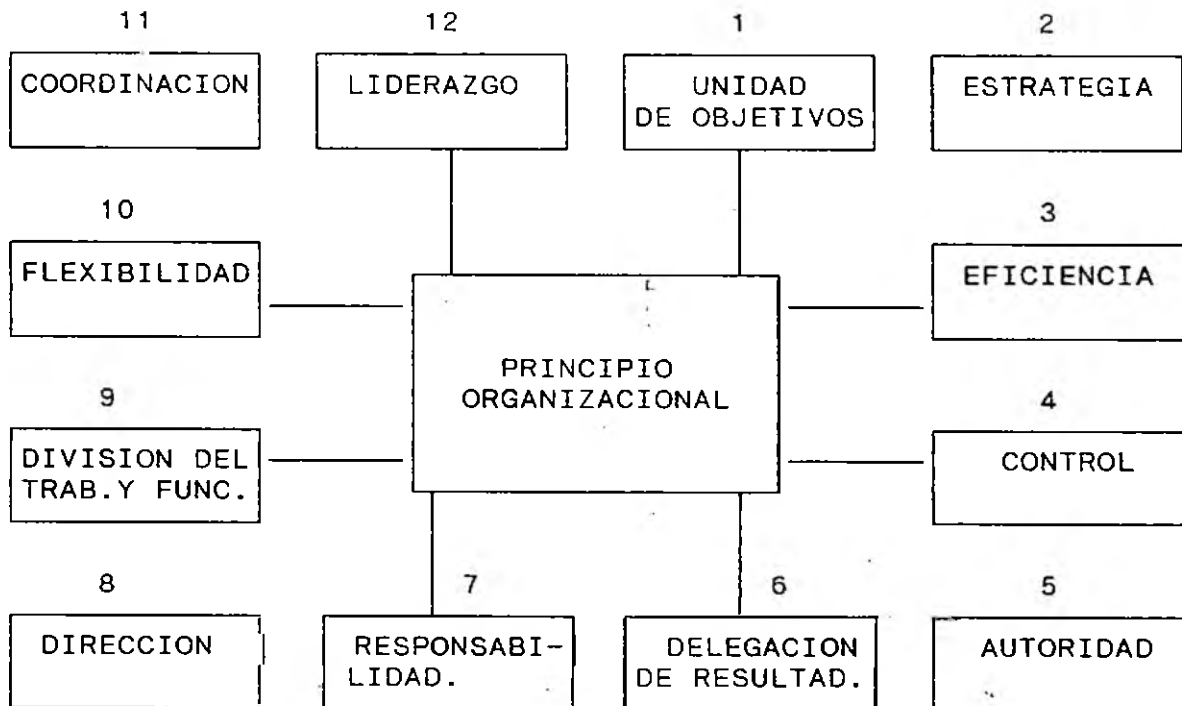 11 12 1 2
COORDINACION
LIDERAZGO
UNIDAD
DE OBJETIVOS
ESTRATEGIA
10 3
FLEXIBILIDAD
EFICIENCIA
PRINCIPIO
ORGANIZACIONAL
9 4
DIVISION DEL
TRAB.Y FUNC.
CONTROL
8 7 6 5
DIRECCION
RESPONSABI-
LIDAD.
DELEGACION
DE RESULTAD.
AUTORIDAD